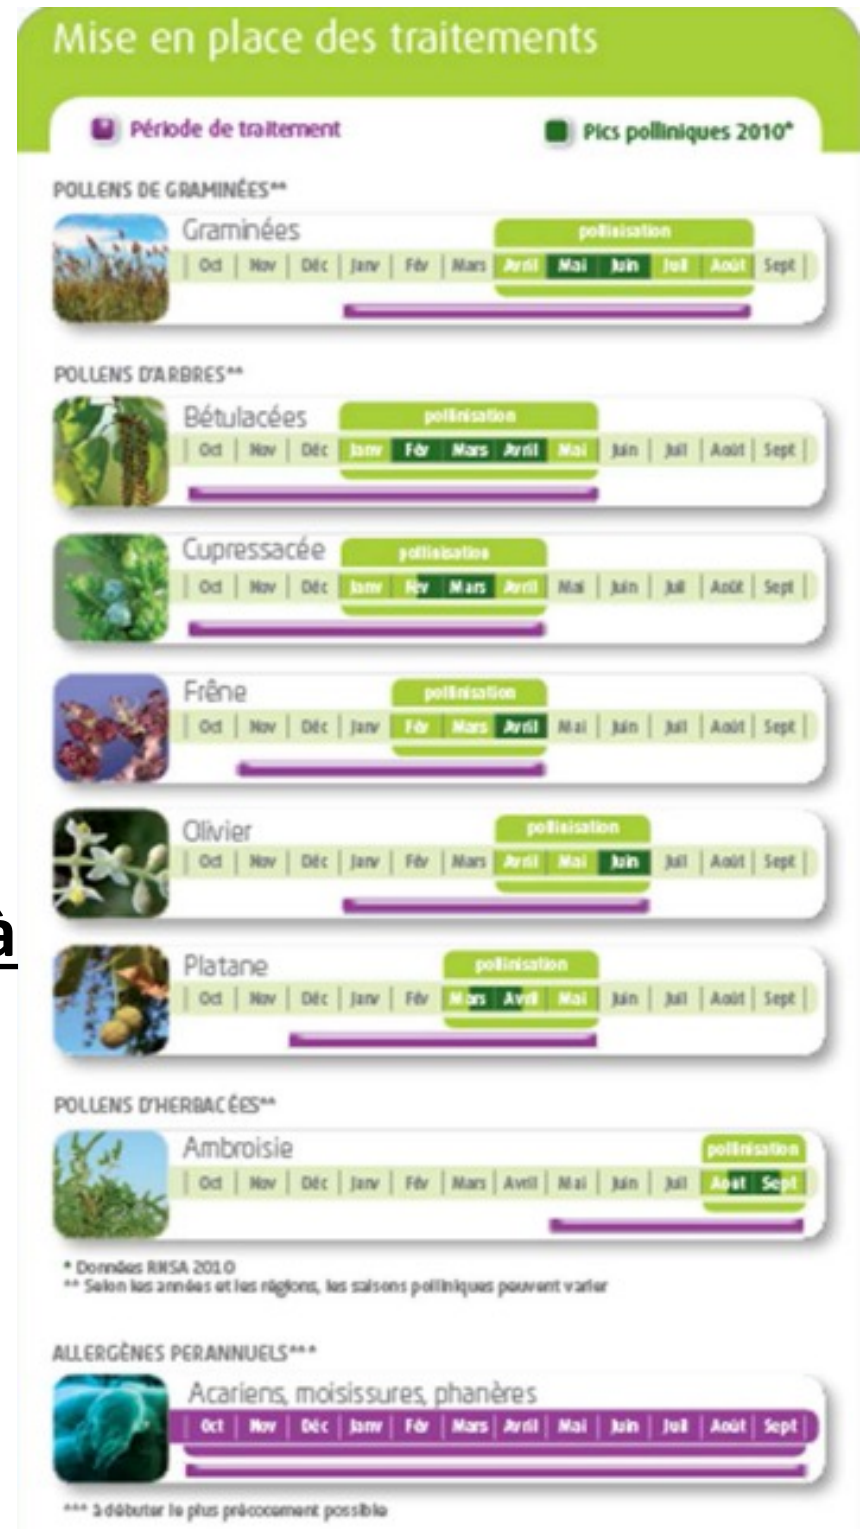 Mise en place des traitements
Période de traitement
Pics polliniques 2010*
POLLENS DE GRAMINÉES**
Graminées
pollinisation
Oct | Nov | Déc | Janv | Fév | Mars | Avril | Mai | Juin | Juil | Août | Sept
POLLENS D'ARBRES**
Bétulacées
pollinisation
Oct | Nov | Déc | Janv | Fév | Mars | Avril | Mai | Juin | Juil | Août | Sept
Cupressacée
pollinisation
Oct | Nov | Déc | Janv | Fév | Mars | Avril | Mai | Juin | Juil | Août | Sept
Frêne
pollinisation
Oct | Nov | Déc | Janv | Fév | Mars | Avril | Mai | Juin | Juil | Août | Sept
Olivier
pollinisation
Oct | Nov | Déc | Janv | Fév | Mars | Avril | Mai | Juin | Juil | Août | Sept
à
Platane
pollinisation
Oct | Nov | Déc | Janv | Fév | Mars | Avril | Mai | Juin | Juil | Août | Sept
POLLENS D'HERBACÉES**
Ambroisie
pollinisation
Oct | Nov | Déc | Janv | Fév | Mars | Avril | Mai | Juin | Juil | Août | Sept
* Données RNSA 2010
** Selon les années et les régions, les saisons polliniques peuvent varier
ALLERGÈNES PERANNUELS***
Acariens, moisissures, phanères
Oct | Nov | Déc | Janv | Fév | Mars | Avril | Mai | Juin | Juil | Août | Sept
*** à débuter le plus précocement possible